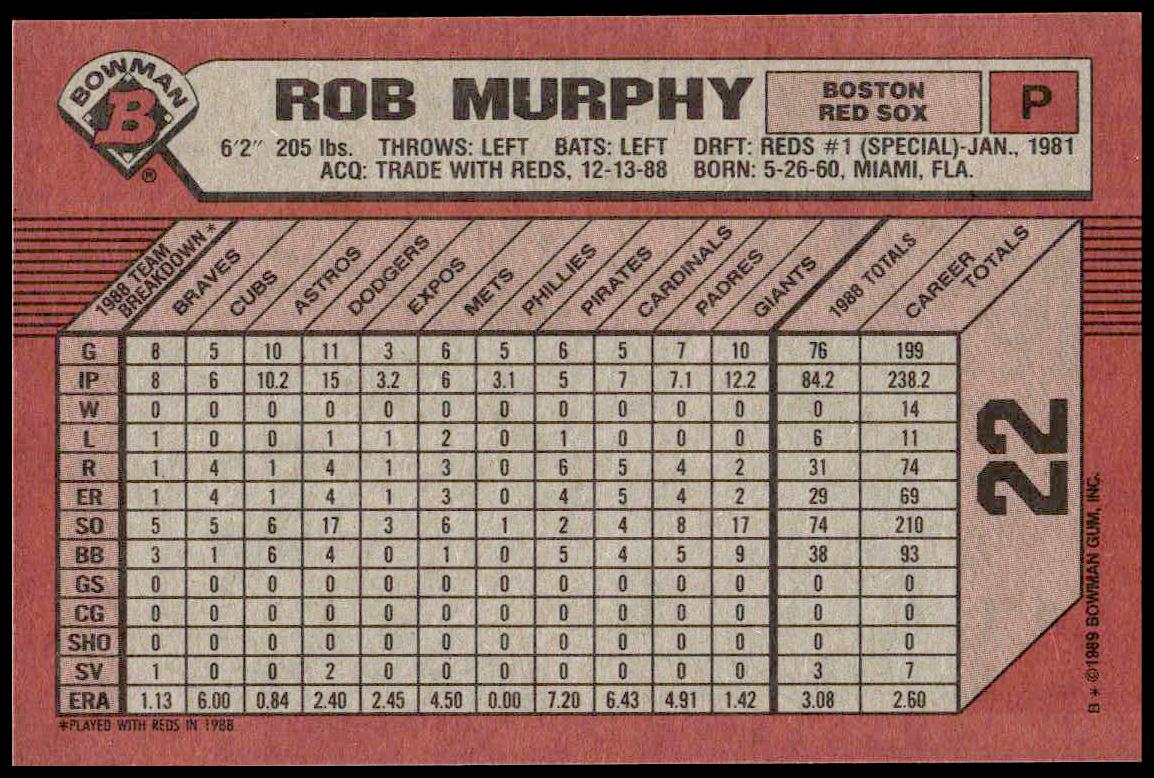 BOWMAN
B
®
ROB MURPHY
BOSTON
RED SOX
P
6'2" 205 lbs. THROWS: LEFT BATS: LEFT DRFT: REDS #1 (SPECIAL)-JAN., 1981
ACQ: TRADE WITH REDS, 12-13-88 BORN: 5-26-60, MIAMI, FLA.
1988 TEAM
BREAKDOWN*
BRAVES
CUBS
ASTROS
DODGERS
EXPOS
METS
PHILLIES
PIRATES
CARDINALS
PADRES
GIANTS
1988 TOTALS
CAREER
TOTALS
G 8 5 10 11 3 6 5 6 5 7 10 76 199
IP 8 6 10.2 15 3.2 6 3.1 5 7 7.1 12.2 84.2 238.2
W 0 0 0 0 0 0 0 0 0 0 0 0 14
L 1 0 0 1 1 2 0 1 0 0 0 6 11
R 1 4 1 4 1 3 0 6 5 4 2 31 74
ER 1 4 1 4 1 3 0 4 5 4 2 29 69
SO 5 5 6 17 3 6 1 2 4 8 17 74 210
BB 3 1 6 4 0 1 0 5 4 5 9 38 93
GS 0 0 0 0 0 0 0 0 0 0 0 0 0
CG 0 0 0 0 0 0 0 0 0 0 0 0 0
SHO 0 0 0 0 0 0 0 0 0 0 0 0 0
SV 1 0 0 2 0 0 0 0 0 0 0 3 7
ERA 1.13 6.00 0.84 2.40 2.45 4.50 0.00 7.20 6.43 4.91 1.42 3.08 2.60
22
*PLAYED WITH REDS IN 1988
B * ©1989 BOWMAN GUM, INC.